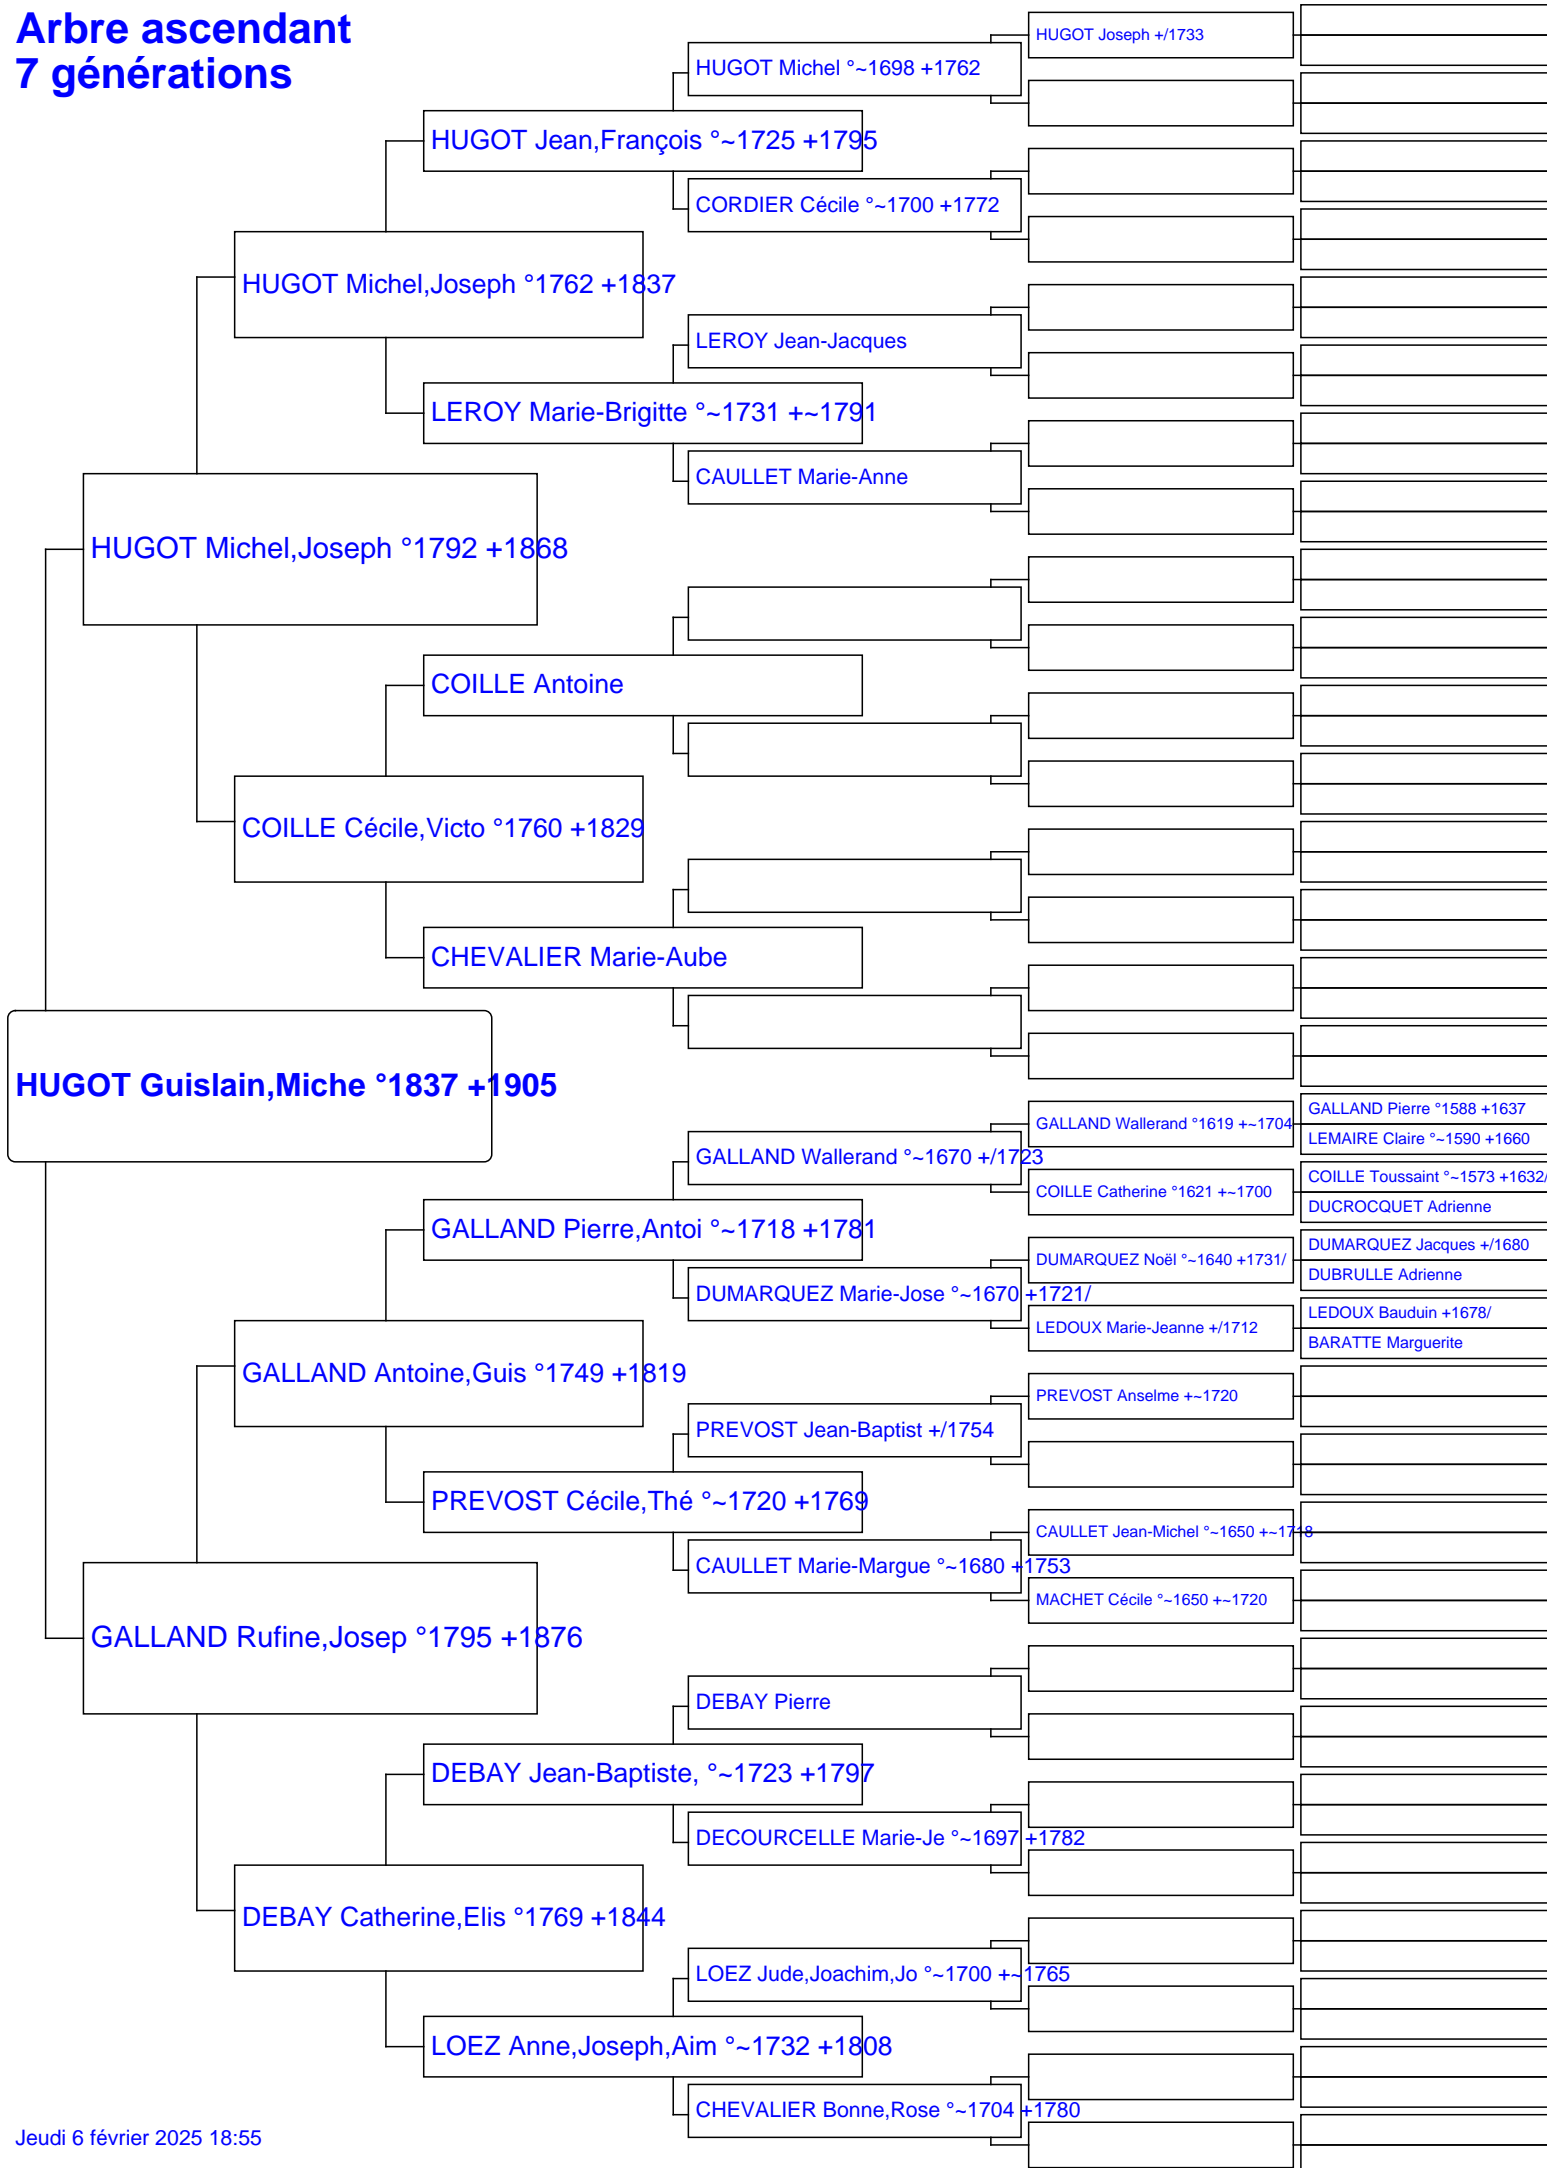 Arbre ascendant
7 générations
HUGOT Joseph +/1733
HUGOT Michel °~1698 +1762
HUGOT Jean,François °~1725 +1795
CORDIER Cécile °~1700 +1772
HUGOT Michel,Joseph °1762 +1837
LEROY Jean-Jacques
LEROY Marie-Brigitte °~1731 +~1791
CAULLET Marie-Anne
HUGOT Michel,Joseph °1792 +1868
COILLE Antoine
COILLE Cécile,Victo °1760 +1829
CHEVALIER Marie-Aube
HUGOT Guislain,Miche °1837 +1905
GALLAND Pierre °1588 +1637
GALLAND Wallerand °1619 +~1704
LEMAIRE Claire °~1590 +1660
GALLAND Wallerand °~1670 +/1723
COILLE Toussaint °~1573 +1632/
COILLE Catherine °1621 +~1700
DUCROCQUET Adrienne
GALLAND Pierre,Antoi °~1718 +1781
DUMARQUEZ Jacques +/1680
DUMARQUEZ Noël °~1640 +1731/
DUBRULLE Adrienne
DUMARQUEZ Marie-Jose °~1670 +1721/
LEDOUX Bauduin +1678/
LEDOUX Marie-Jeanne +/1712
BARATTE Marguerite
GALLAND Antoine,Guis °1749 +1819
PREVOST Anselme +~1720
PREVOST Jean-Baptist +/1754
PREVOST Cécile,Thé °~1720 +1769
CAULLET Jean-Michel °~1650 +~1718
CAULLET Marie-Margue °~1680 +1753
MACHET Cécile °~1650 +~1720
GALLAND Rufine,Josep °1795 +1876
DEBAY Pierre
DEBAY Jean-Baptiste, °~1723 +1797
DECOURCELLE Marie-Je °~1697 +1782
DEBAY Catherine,Elis °1769 +1844
LOEZ Jude,Joachim,Jo °~1700 +~1765
LOEZ Anne,Joseph,Aim °~1732 +1808
CHEVALIER Bonne,Rose °~1704 +1780
Jeudi 6 février 2025 18:55